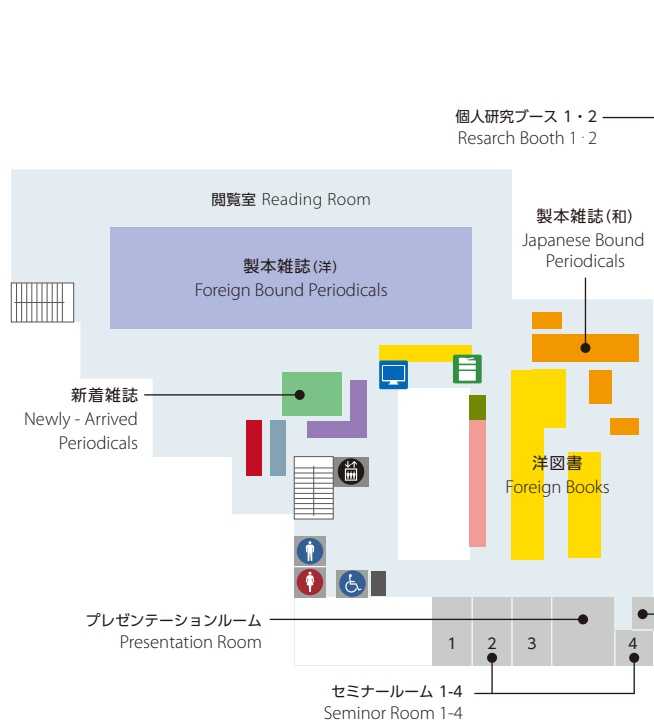 個人研究ブース 1・2
Resarch Booth 1・2
閲覧室 Reading Room
製本雑誌(和)
Japanese Bound
Periodicals
製本雑誌(洋)
Foreign Bound Periodicals
新着雑誌
Newly - Arrived
Periodicals
洋図書
Foreign Books
プレゼンテーションルーム
Presentation Room
1 2 3 4
セミナールーム 1-4
Seminor Room 1-4